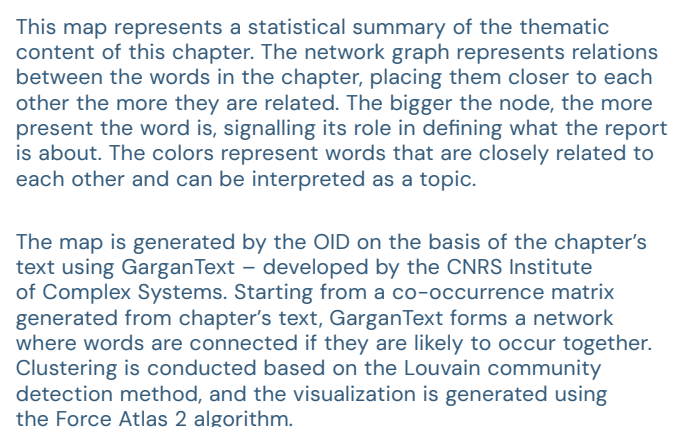 This map represents a statistical summary of the thematic
content of this chapter. The network graph represents relations
between the words in the chapter, placing them closer to each
other the more they are related. The bigger the node, the more
present the word is, signalling its role in defining what the report
is about. The colors represent words that are closely related to
each other and can be interpreted as a topic.
The map is generated by the OID on the basis of the chapter’s
text using GarganText – developed by the CNRS Institute
of Complex Systems. Starting from a co-occurrence matrix
generated from chapter’s text, GarganText forms a network
where words are connected if they are likely to occur together.
Clustering is conducted based on the Louvain community
detection method, and the visualization is generated using
the Force Atlas 2 algorithm.